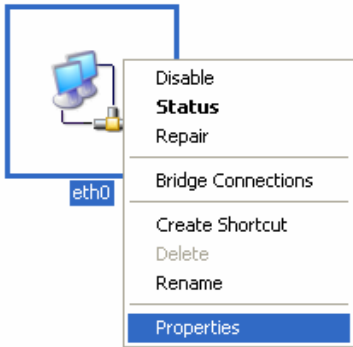 Disable
Status
Repair
Bridge Connections
eth0
Create Shortcut
Delete
Rename
Properties